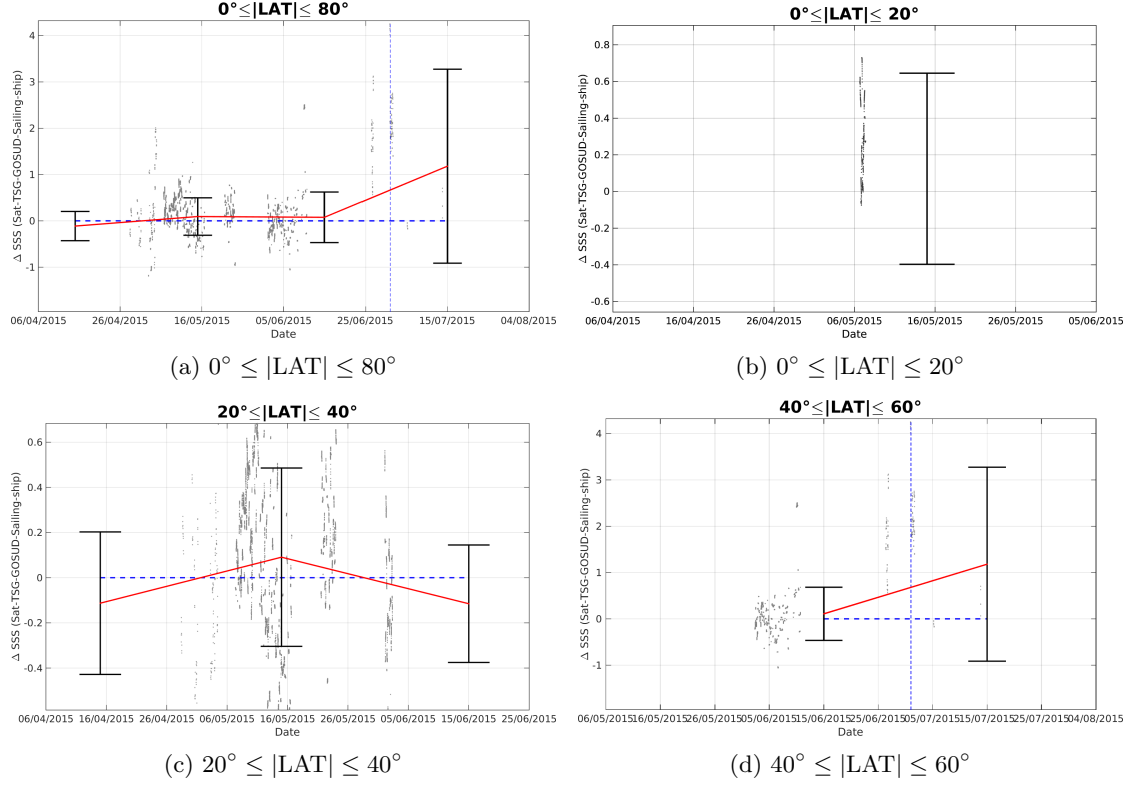 0°≤|LAT|≤ 80°
Δ SSS (Sat-TSG-GOSUD-Sailing-ship)
4
3
2
1
0
-1
06/04/2015 26/04/2015 16/05/2015 05/06/2015 25/06/2015 15/07/2015 04/08/2015
Date
(a) 0° ≤ |LAT| ≤ 80°
0°≤|LAT|≤ 20°
Δ SSS (Sat-TSG-GOSUD-Sailing-ship)
0.8
0.6
0.4
0.2
0
-0.2
-0.4
-0.6
06/04/2015 16/04/2015 26/04/2015 06/05/2015 16/05/2015 26/05/2015 05/06/2015
Date
(b) 0° ≤ |LAT| ≤ 20°
20°≤|LAT|≤ 40°
Δ SSS (Sat-TSG-GOSUD-Sailing-ship)
0.6
0.4
0.2
0
-0.2
-0.4
06/04/2015 16/04/2015 26/04/2015 06/05/2015 16/05/2015 26/05/2015 05/06/2015 15/06/2015 25/06/2015
Date
(c) 20° ≤ |LAT| ≤ 40°
40°≤|LAT|≤ 60°
Δ SSS (Sat-TSG-GOSUD-Sailing-ship)
4
3
2
1
0
-1
06/05/2015 16/05/2015 26/05/2015 05/06/2015 15/06/2015 25/06/2015 05/07/2015 15/07/2015 25/07/2015 04/08/2015
Date
(d) 40° ≤ |LAT| ≤ 60°